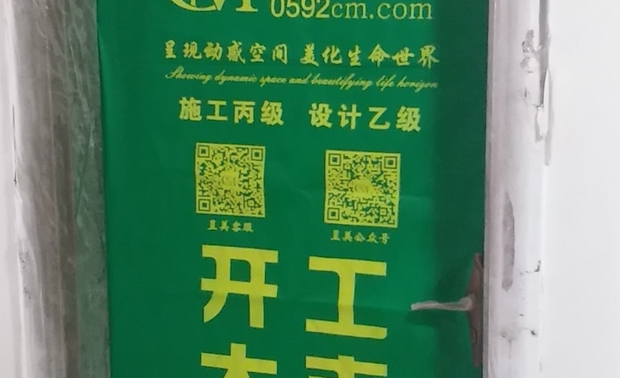 0592cm.com
呈现动感空间 美化生命世界
Showing dynamic space and beautifying life horizon
施工丙级 设计乙级
呈美客服 呈美公众号
开工
大吉